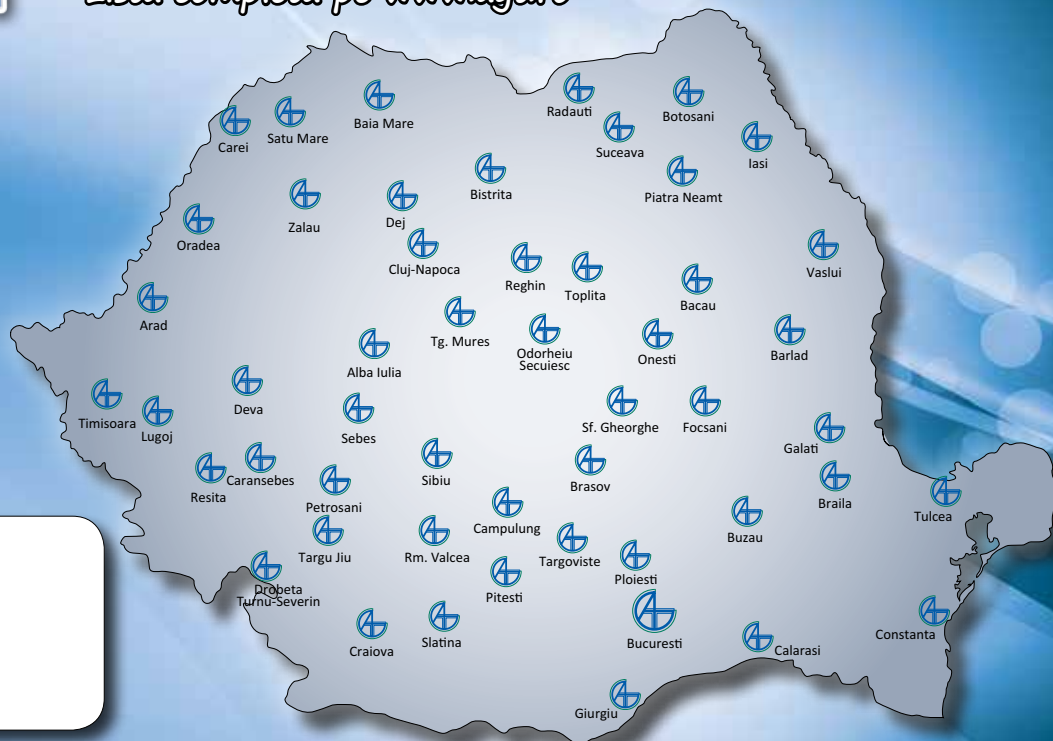 Radauti
Botosani
Baia Mare
Satu Mare
Carei
Suceava
Iasi
Bistrita
Piatra Neamt
Zalau
Dej
Oradea
Cluj-Napoca
Vaslui
Reghin
Toplita
Bacau
Arad
Tg. Mures
Odorheiu
Secuiesc
Onesti
Barlad
Alba Iulia
Deva
Timisoara
Lugoj
Sebes
Sf. Gheorghe
Focsani
Galati
Resita
Caransebes
Sibiu
Brasov
Petrosani
Braila
Tulcea
Campulung
Buzau
Targu Jiu
Rm. Valcea
Targoviste
Ploiesti
Drobeta
Turnu-Severin
Pitesti
Craiova
Slatina
Bucuresti
Calarasi
Constanta
Giurgiu